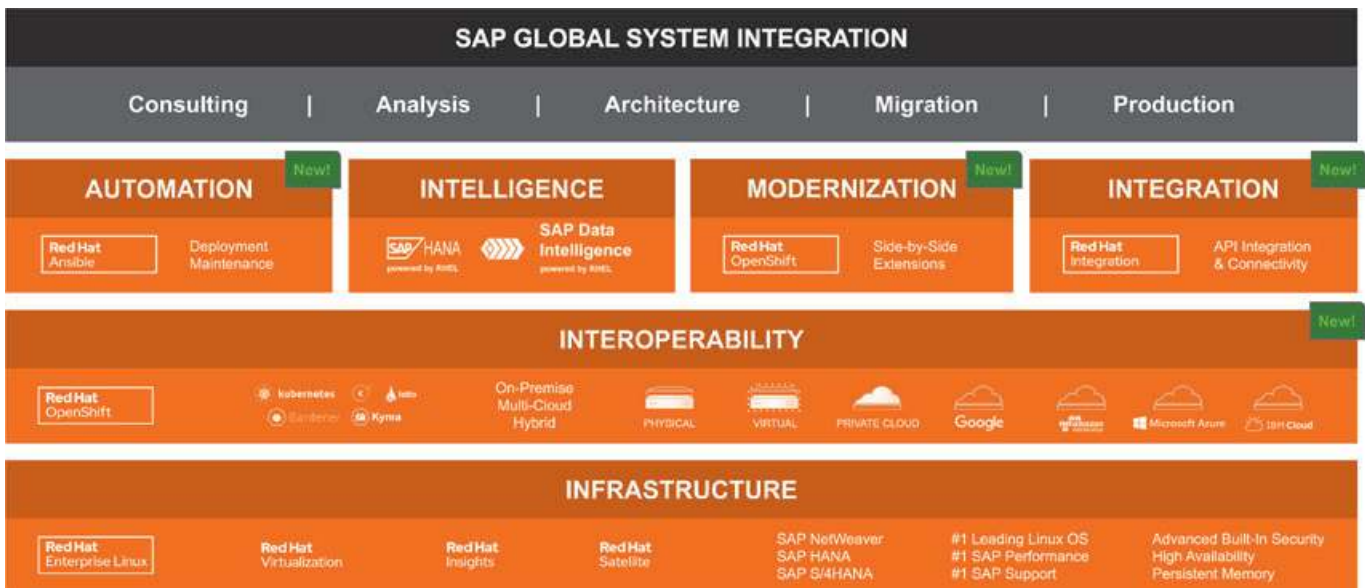 SAP GLOBAL SYSTEM INTEGRATION
Consulting | Analysis | Architecture | Migration | Production
New!
AUTOMATION
Red Hat
Ansible
Deployment
Maintenance
INTELLIGENCE
SAP HANA
powered by RHEL
SAP Data
Intelligence
powered by RHEL
New!
MODERNIZATION
Red Hat
OpenShift
Side-by-Side
Extensions
New!
INTEGRATION
Red Hat
Integration
API Integration
& Connectivity
New!
INTEROPERABILITY
Red Hat
OpenShift
kubernetes
Istio
Gardener
Kyma
On-Premise
Multi-Cloud
Hybrid
PHYSICAL
VIRTUAL
PRIVATE CLOUD
Google
Microsoft Azure
IBM Cloud
INFRASTRUCTURE
Red Hat
Enterprise Linux
Red Hat
Virtualization
Red Hat
Insights
Red Hat
Satellite
SAP NetWeaver
SAP HANA
SAP S/4HANA
#1 Leading Linux OS
#1 SAP Performance
#1 SAP Support
Advanced Built-In Security
High Availability
Persistent Memory